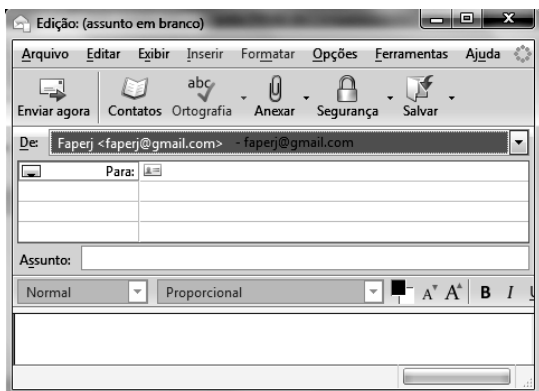 Edição: (assunto em branco)
Arquivo Editar Exibir Inserir Formatar Opções Ferramentas Ajuda
abc
Enviar agora Contatos Ortografia Anexar Segurança Salvar
De: Faperj <faperj@gmail.com> - faperj@gmail.com
Para:
Assunto:
Normal Proporcional A A B I U